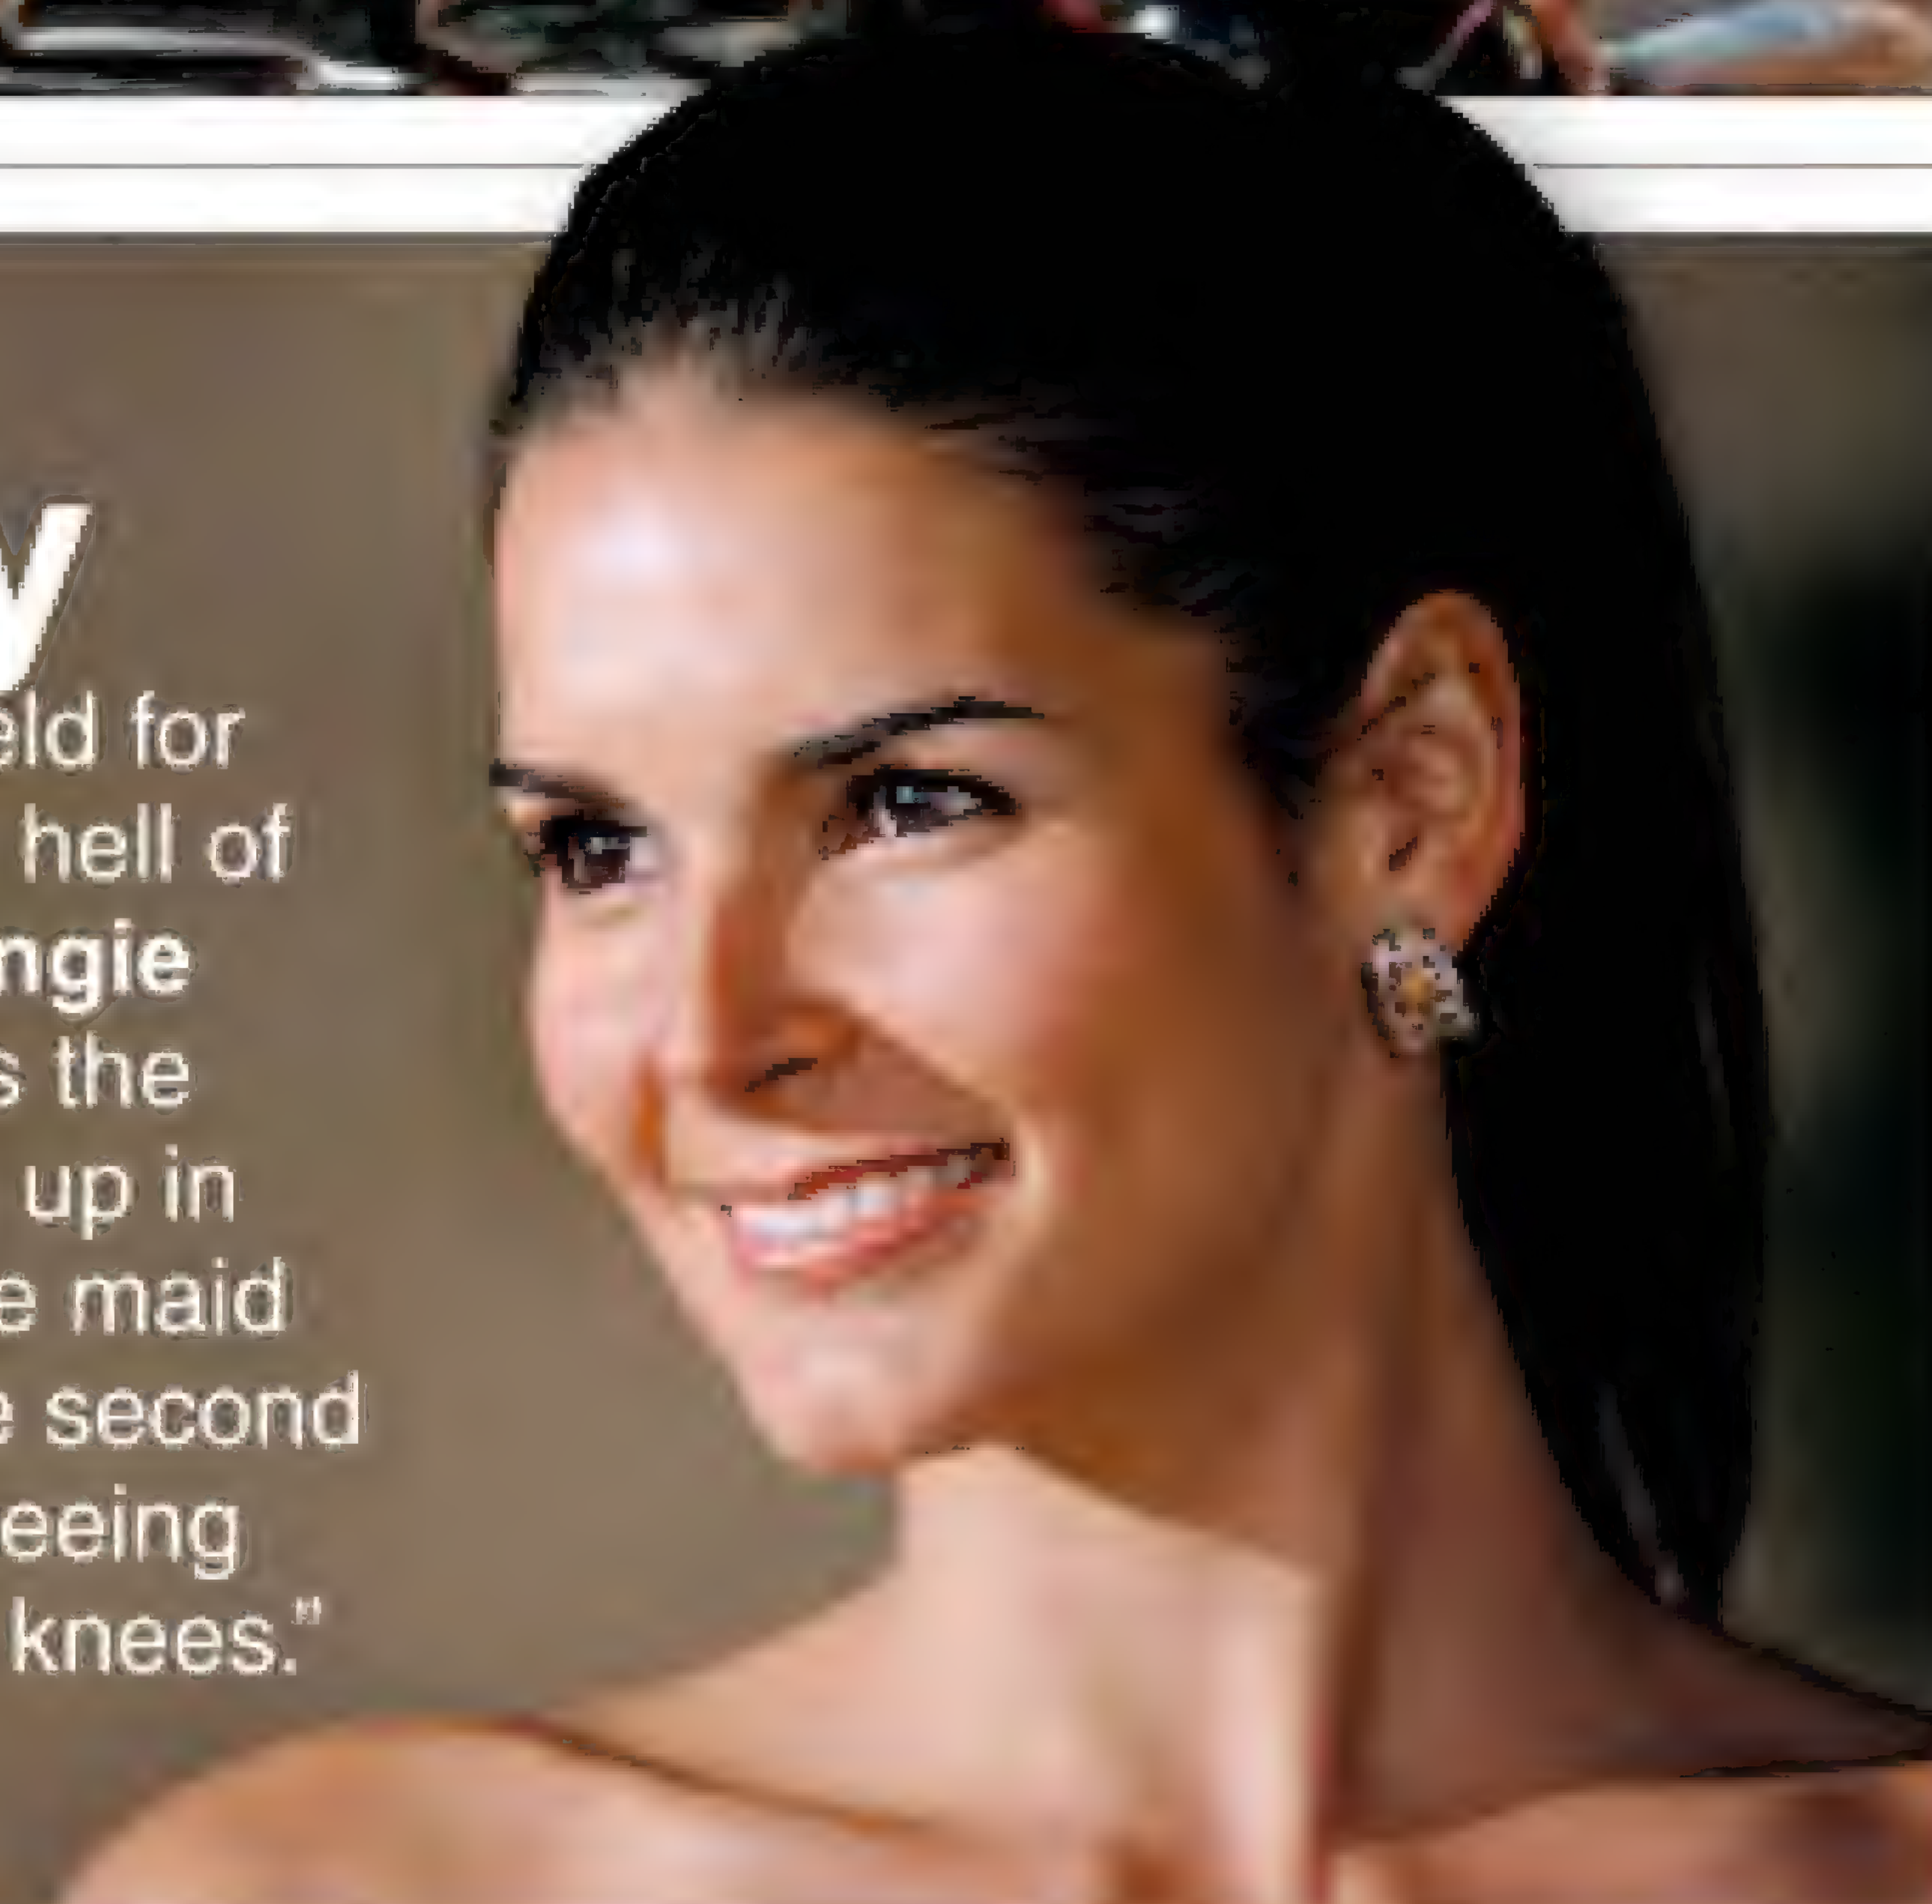 y
eld for
hell of
ngie
s the
up in
e maid
e second
eeing
knees."